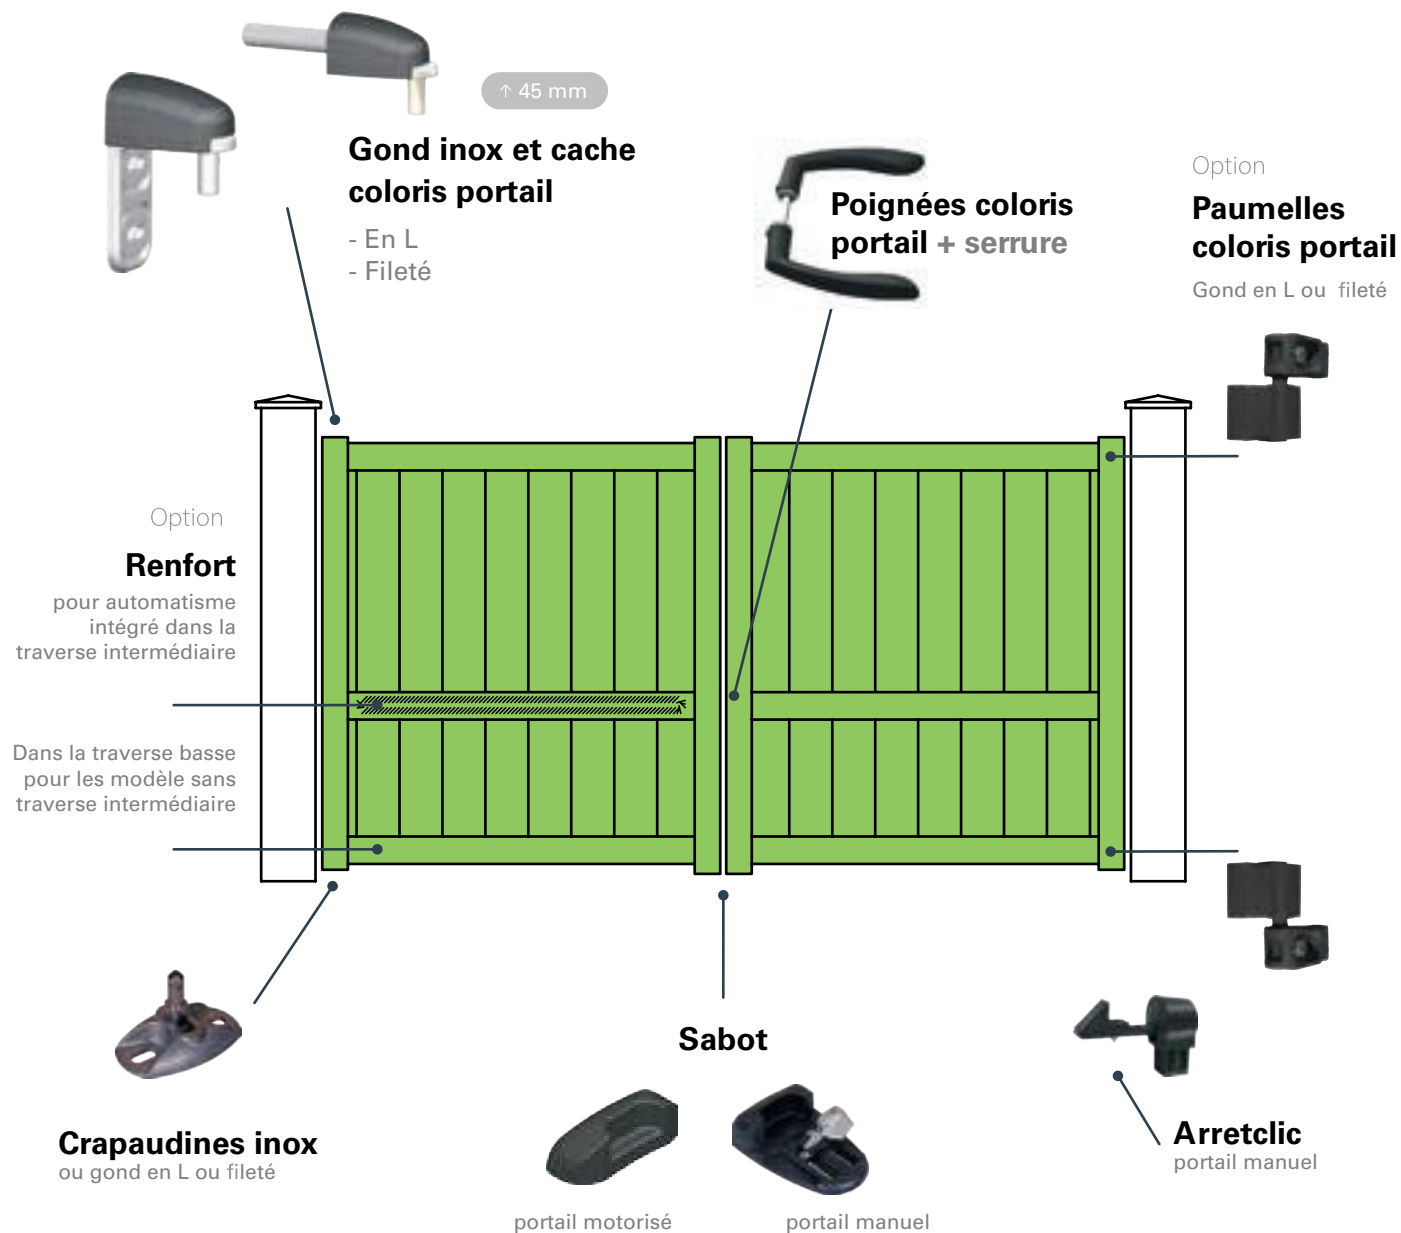 ↑ 45 mm
Gond inox et cache
coloris portail
- En L
- Fileté
Poignées coloris
portail + serrure
Option
Paumelles
coloris portail
Gond en L ou fileté
Option
Renfort
pour automatisme
intégré dans la
traverse intermédiaire
Dans la traverse basse
pour les modèle sans
traverse intermédiaire
Crapaudines inox
ou gond en L ou fileté
Sabot
portail motorisé
portail manuel
Arretclic
portail manuel